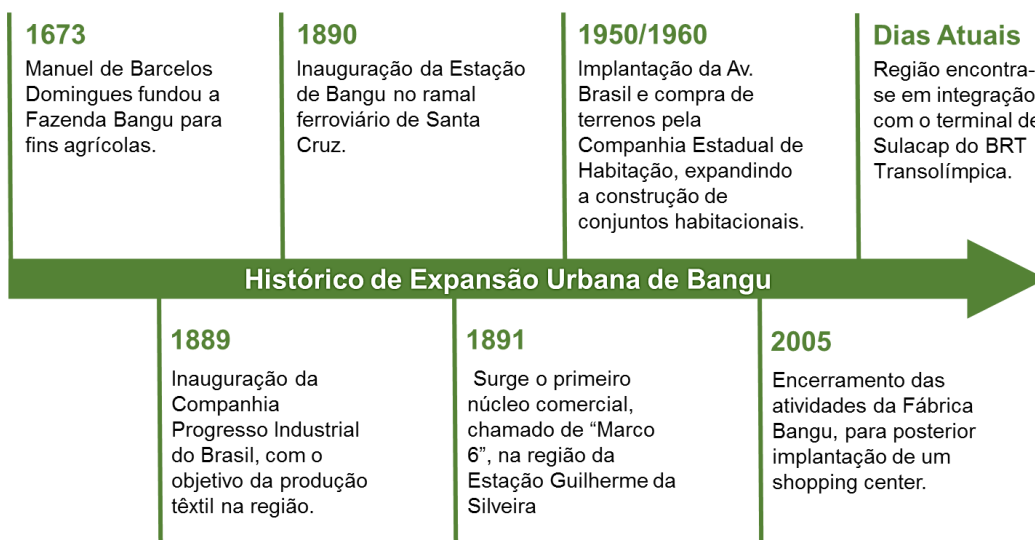 1673
Manuel de Barcelos
Domingues fundou a
Fazenda Bangu para
fins agrícolas.
1890
Inauguração da Estação
de Bangu no ramal
ferroviário de Santa
Cruz.
1950/1960
Implantação da Av.
Brasil e compra de
terrenos pela
Companhia Estadual de
Habitação, expandindo
a construção de
conjuntos habitacionais.
Dias Atuais
Região encontra-
se em integração
com o terminal de
Sulacap do BRT
Transolímpica.
Histórico de Expansão Urbana de Bangu
1889
Inauguração da
Companhia
Progresso Industrial
do Brasil, com o
objetivo da produção
têxtil na região.
1891
Surge o primeiro
núcleo comercial,
chamado de “Marco
6”, na região da
Estação Guilherme da
Silveira
2005
Encerramento das
atividades da Fábrica
Bangu, para posterior
implantação de um
shopping center.